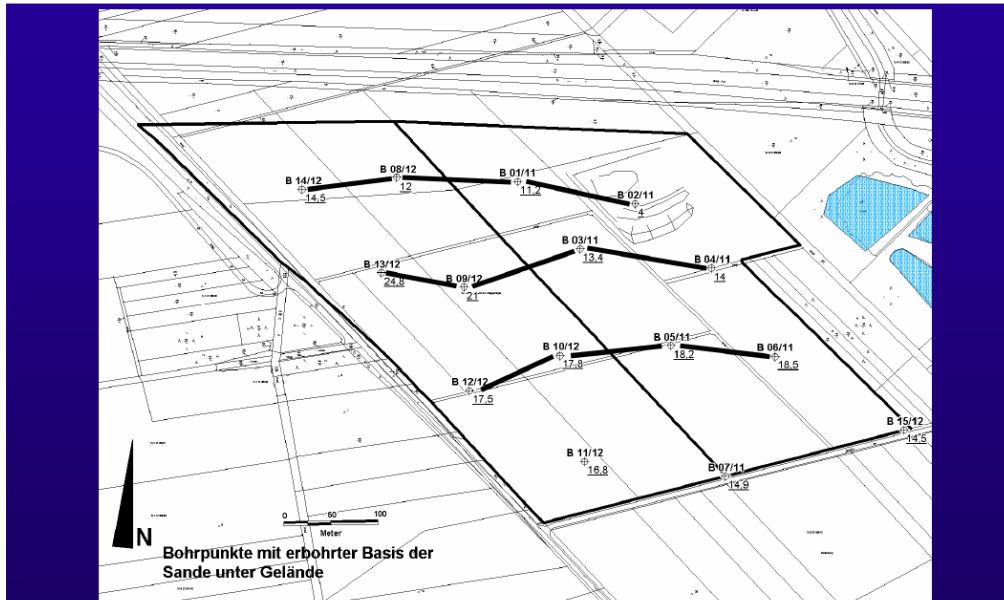 B 14/12
14,5
B 08/12
12
B 01/11
11,2
B 02/11
4
B 13/12
24,8
B 09/12
21
B 03/11
13,4
B 04/11
14
B 12/12
17,5
B 10/12
17,8
B 05/11
18,2
B 06/11
18,5
B 11/12
16,8
B 07/11
14,9
B 15/12
14,5
0 50 100
Meter
N
Bohrpunkte mit erbohrter Basis der
Sande unter Gelände